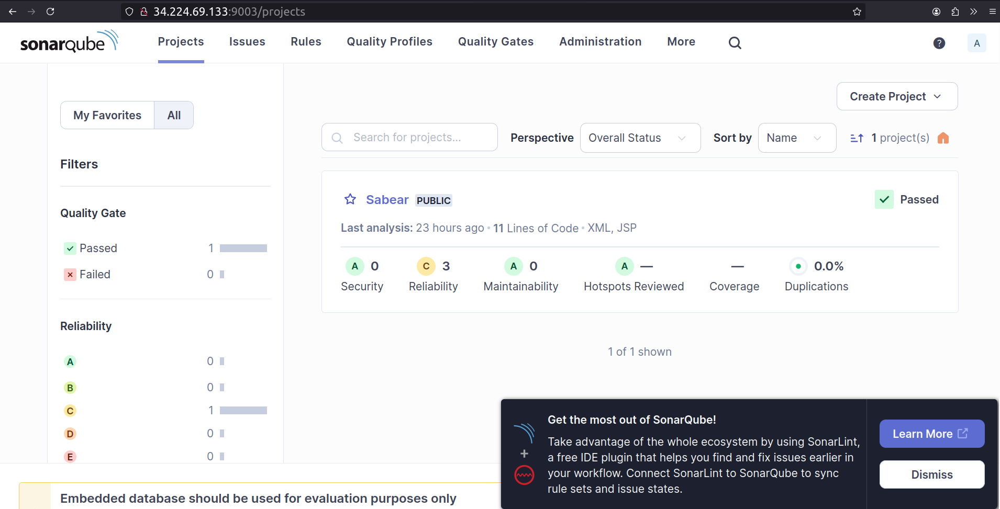 34.224.69.133:9003/projects
sonarqube
Projects
Issues
Rules
Quality Profiles
Quality Gates
Administration
More
?
A
My Favorites
All
Create Project
Search for projects...
Perspective
Overall Status
Sort by
Name
1 project(s)
Filters
Quality Gate
Passed 1
Failed 0
Reliability
A 0
B 0
C 1
D 0
E 0
Sabear PUBLIC
Passed
Last analysis: 23 hours ago • 11 Lines of Code • XML, JSP
A 0
Security
C 3
Reliability
A 0
Maintainability
A —
Hotspots Reviewed
—
Coverage
0.0%
Duplications
1 of 1 shown
Get the most out of SonarQube!
Take advantage of the whole ecosystem by using SonarLint,
a free IDE plugin that helps you find and fix issues earlier in
your workflow. Connect SonarLint to SonarQube to sync
rule sets and issue states.
+
Learn More
Dismiss
Embedded database should be used for evaluation purposes only